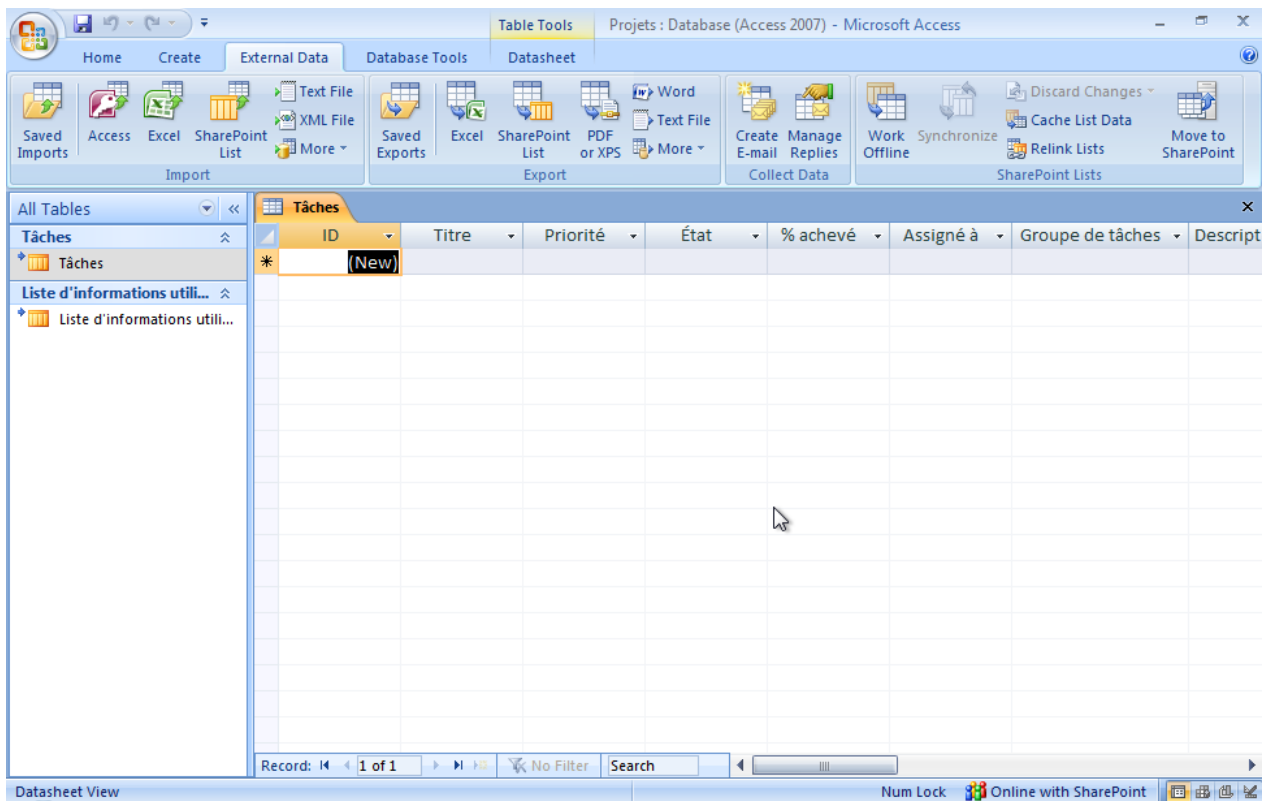 Table Tools Projets : Database (Access 2007) - Microsoft Access
Home Create External Data Database Tools Datasheet
Saved Imports
Access
Excel
SharePoint List
Text File
XML File
More
Import
Saved Exports
Excel
SharePoint List
PDF or XPS
Word
Text File
More
Export
Create E-mail
Manage Replies
Collect Data
Work Offline
Synchronize
Discard Changes
Cache List Data
Relink Lists
Move to SharePoint
SharePoint Lists
All Tables
Tâches
Tâches
Liste d'informations utili...
Liste d'informations utili...
Tâches
ID Titre Priorité État % achevé Assigné à Groupe de tâches Descript
(New)
Record: 1 of 1 No Filter Search
Datasheet View Num Lock Online with SharePoint